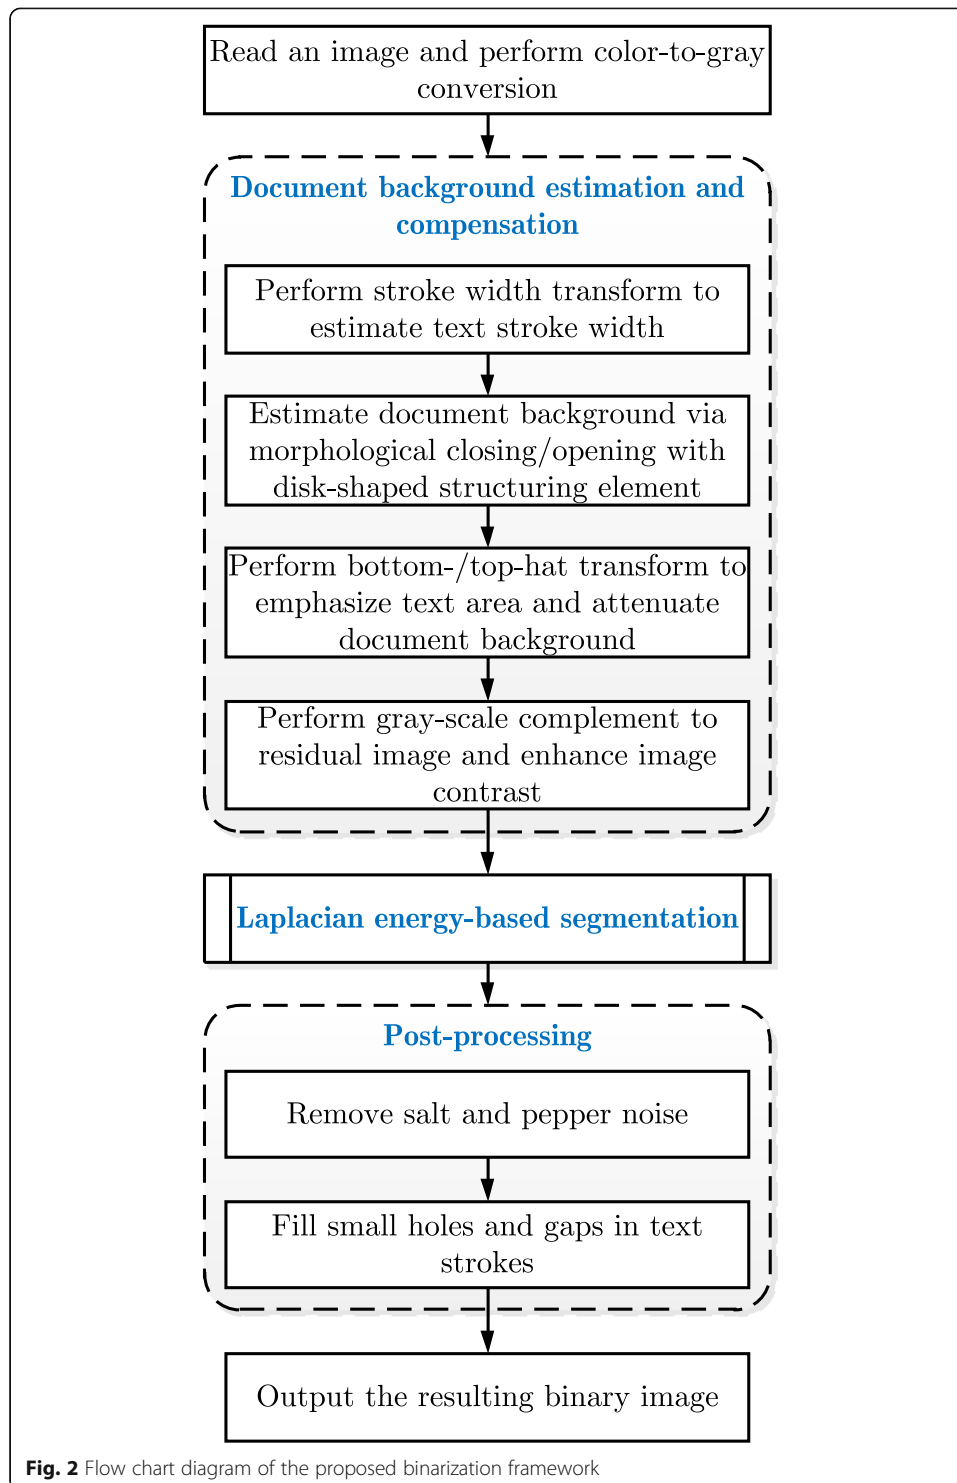 Read an image and perform color-to-gray
conversion
Document background estimation and
compensation
Perform stroke width transform to
estimate text stroke width
Estimate document background via
morphological closing/opening with
disk-shaped structuring element
Perform bottom-/top-hat transform to
emphasize text area and attenuate
document background
Perform gray-scale complement to
residual image and enhance image
contrast
Laplacian energy-based segmentation
Post-processing
Remove salt and pepper noise
Fill small holes and gaps in text
strokes
Output the resulting binary image
Fig. 2 Flow chart diagram of the proposed binarization framework